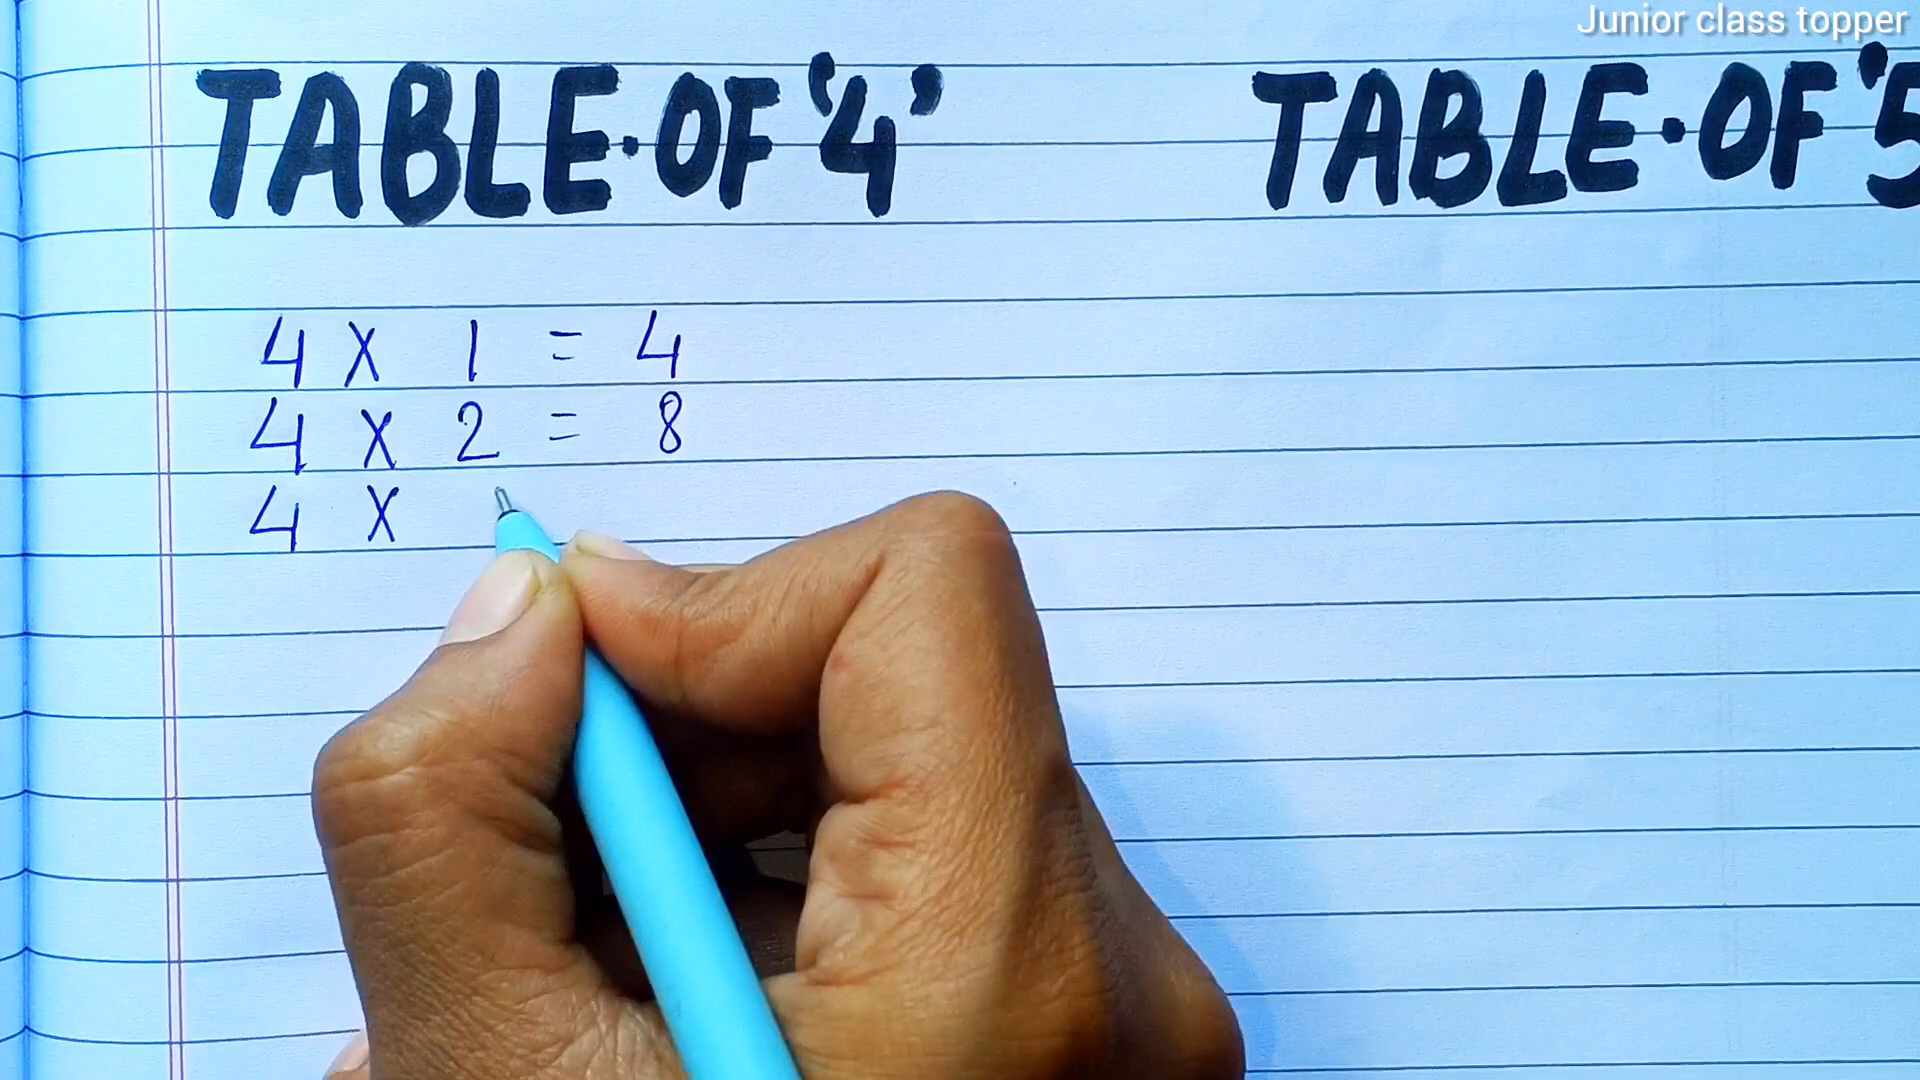 Junior class topper
TABLE·OF '4'
TABLE·OF '5
4 X 1 = 4
4 X 2 = 8
4 X